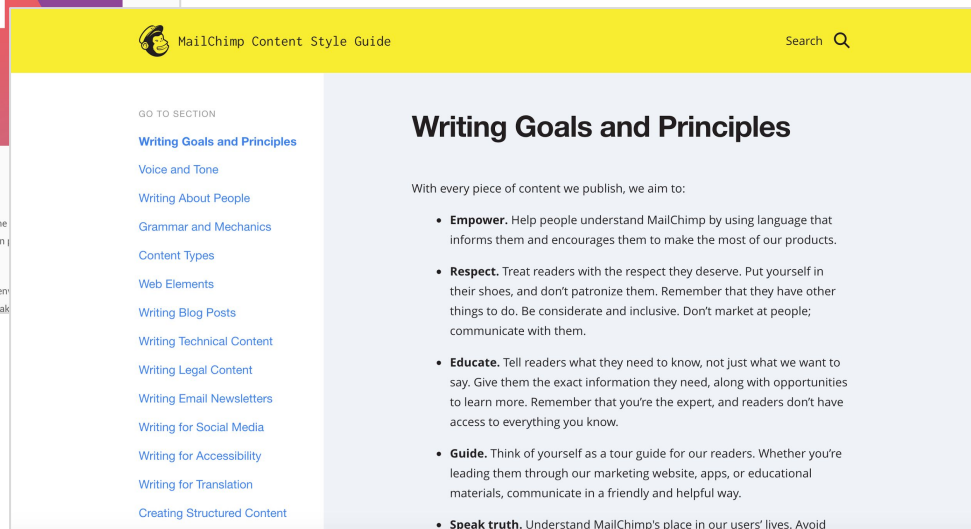 MailChimp Content Style Guide
Search
GO TO SECTION
Writing Goals and Principles
Voice and Tone
Writing About People
Grammar and Mechanics
Content Types
Web Elements
Writing Blog Posts
Writing Technical Content
Writing Legal Content
Writing Email Newsletters
Writing for Social Media
Writing for Accessibility
Writing for Translation
Creating Structured Content
Writing Goals and Principles
With every piece of content we publish, we aim to:
• Empower. Help people understand MailChimp by using language that
informs them and encourages them to make the most of our products.
• Respect. Treat readers with the respect they deserve. Put yourself in
their shoes, and don’t patronize them. Remember that they have other
things to do. Be considerate and inclusive. Don’t market at people;
communicate with them.
• Educate. Tell readers what they need to know, not just what we want to
say. Give them the exact information they need, along with opportunities
to learn more. Remember that you’re the expert, and readers don’t have
access to everything you know.
• Guide. Think of yourself as a tour guide for our readers. Whether you’re
leading them through our marketing website, apps, or educational
materials, communicate in a friendly and helpful way.
• Speak truth. Understand MailChimp's place in our users’ lives. Avoid